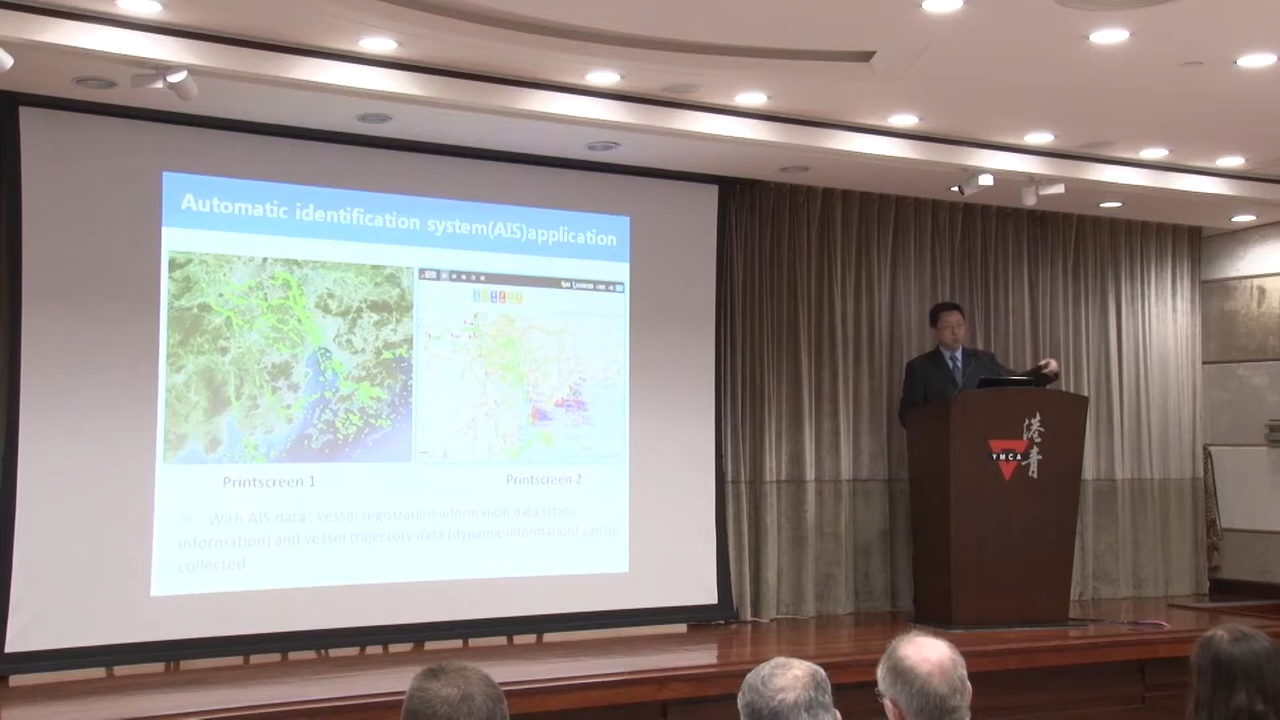 Automatic identification system(AIS)application
Printscreen 1
Printscreen 2
※ With AIS data , vessel registration information data (static
information) and vessel trajectory data (dynamic information) can be
collected
港青
YMCA